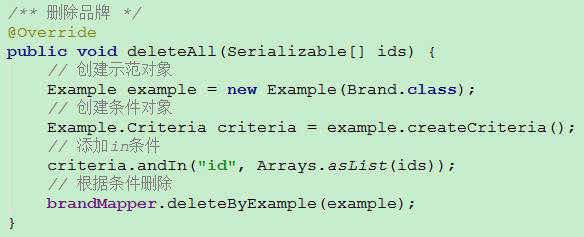 /** 删除品牌 */
@Override
public void deleteAll(Serializable[] ids) {
    // 创建示范对象
    Example example = new Example(Brand.class);
    // 创建条件对象
    Example.Criteria criteria = example.createCriteria();
    // 添加in条件
    criteria.andIn("id", Arrays.asList(ids));
    // 根据条件删除
    brandMapper.deleteByExample(example);
}